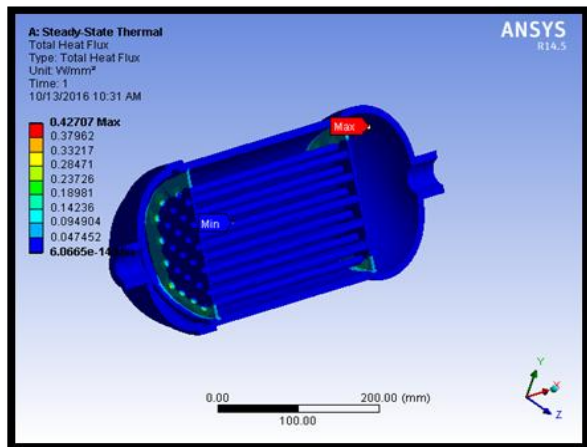 A: Steady-State Thermal
Total Heat Flux
Type: Total Heat Flux
Unit: W/mm²
Time: 1
10/13/2016 10:31 AM
0.42707 Max
0.37962
0.33217
0.28471
0.23726
0.18981
0.14236
0.094904
0.047452
ANSYS
R14.5
Max
Min
0.00
200.00 (mm)
100.00
Y
X
Z